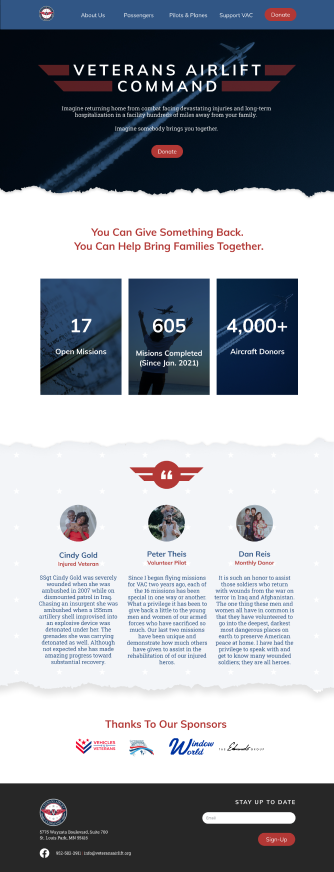 About Us
Passengers
Pilots & Planes
Support VAC
Donate
VETERANS AIRLIFT
COMMAND
Imagine returning home from combat facing devastating injuries and long-term
hospitalization in a facility hundreds of miles away from your family.
Imagine somebody brings you together.
Donate
You Can Give Something Back.
You Can Help Bring Families Together.
17
Open Missions
605
Misions Completed
(Since Jan. 2021)
4,000+
Aircraft Donors
Cindy Gold
Injured Veteran
SSgt Cindy Gold was severely
wounded when she was
ambushed in 2007 while on
dismounted patrol in Iraq.
Chasing an insurgent she was
ambushed when a 155mm
artillery shell improvised into
an explosive device was
detonated under her. The
grenades she was carrying
detonated as well. Although
not expected she has made
amazing progress toward
substantial recovery.
Peter Theis
Volunteer Pilot
Since I began flying missions
for VAC two years ago, each of
the 16 missions has been
special in one way or another.
What a privilege it has been to
give back a little to the young
men and women of our armed
forces who have sacrificed so
much. Our last two missions
have been unique and
demonstrate how much others
have given to assist in the
rehabilitation of of our injured
heros.
Dan Reis
Monthly Donor
It is such an honor to assist
those soldiers who return
with wounds from the war on
terror in Iraq and Afghanistan.
The one thing these men and
women all have in common is
that they have volunteered to
go into the deepest, darkest
most dangerous places on
earth to preserve American
peace at home. I have had the
privilege to speak with and
get to know many wounded
soldiers; they are all heroes.
Thanks To Our Sponsors
VEHICLES
VETERANS
Window
World
THE Edwards GROUP
STAY UP TO DATE
Email
5775 Wayzata Boulevard, Suite 700
St. Louis Park, MN 55416
Sign-Up
952-582-2911 info@veteransairlift.org